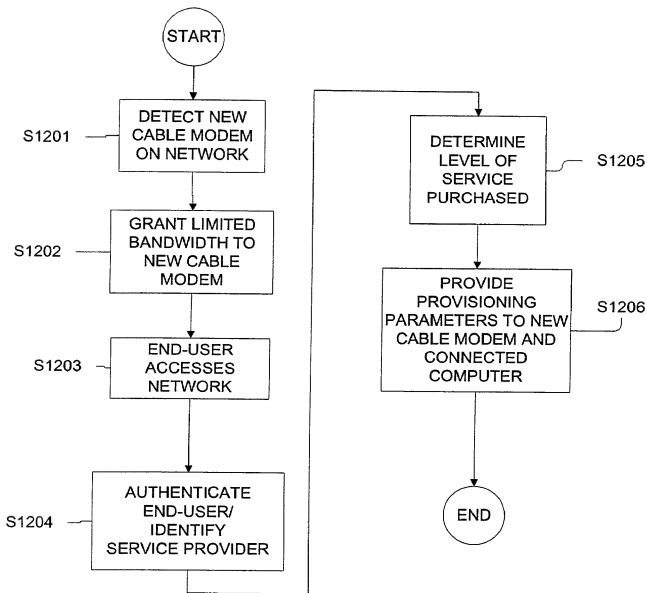 START
S1201
DETECT NEW
CABLE MODEM
ON NETWORK
S1202
GRANT LIMITED
BANDWIDTH TO
NEW CABLE
MODEM
S1203
END-USER
ACCESSES
NETWORK
S1204
AUTHENTICATE
END-USER/
IDENTIFY
SERVICE PROVIDER
DETERMINE
LEVEL OF
SERVICE
PURCHASED
S1205
PROVIDE
PROVISIONING
PARAMETERS TO NEW
CABLE MODEM AND
CONNECTED
COMPUTER
S1206
END